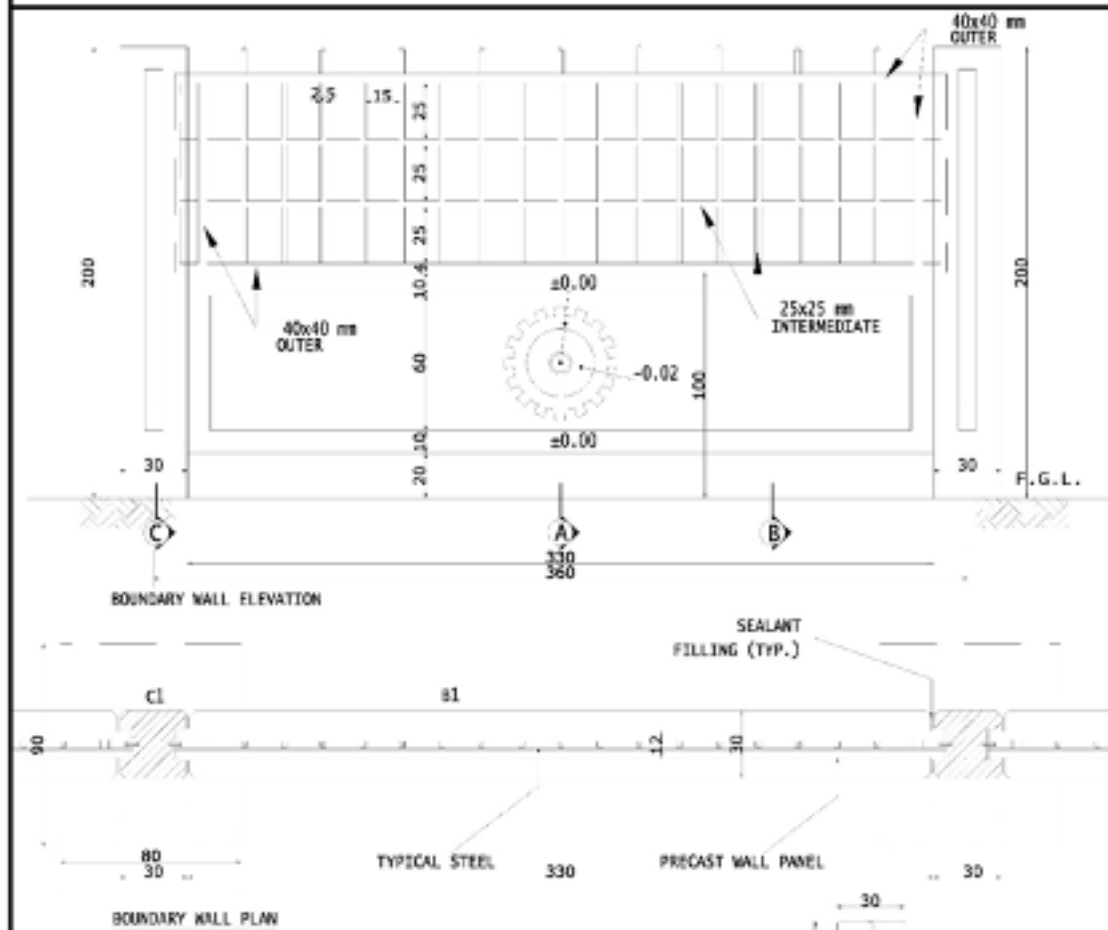 40x40 mm
OUTER
2.5
15
25
25
25
200
200
10.4
±0.00
40x40 mm
OUTER
25x25 mm
INTERMEDIATE
60
-0.02
100
10
±0.00
30
20
30
F.G.L.
C
A
B
330
360
BOUNDARY WALL ELEVATION
SEALANT
FILLING (TYP.)
C1
B1
90
12
30
80
TYPICAL STEEL
PRECAST WALL PANEL
30
330
30
BOUNDARY WALL PLAN
30